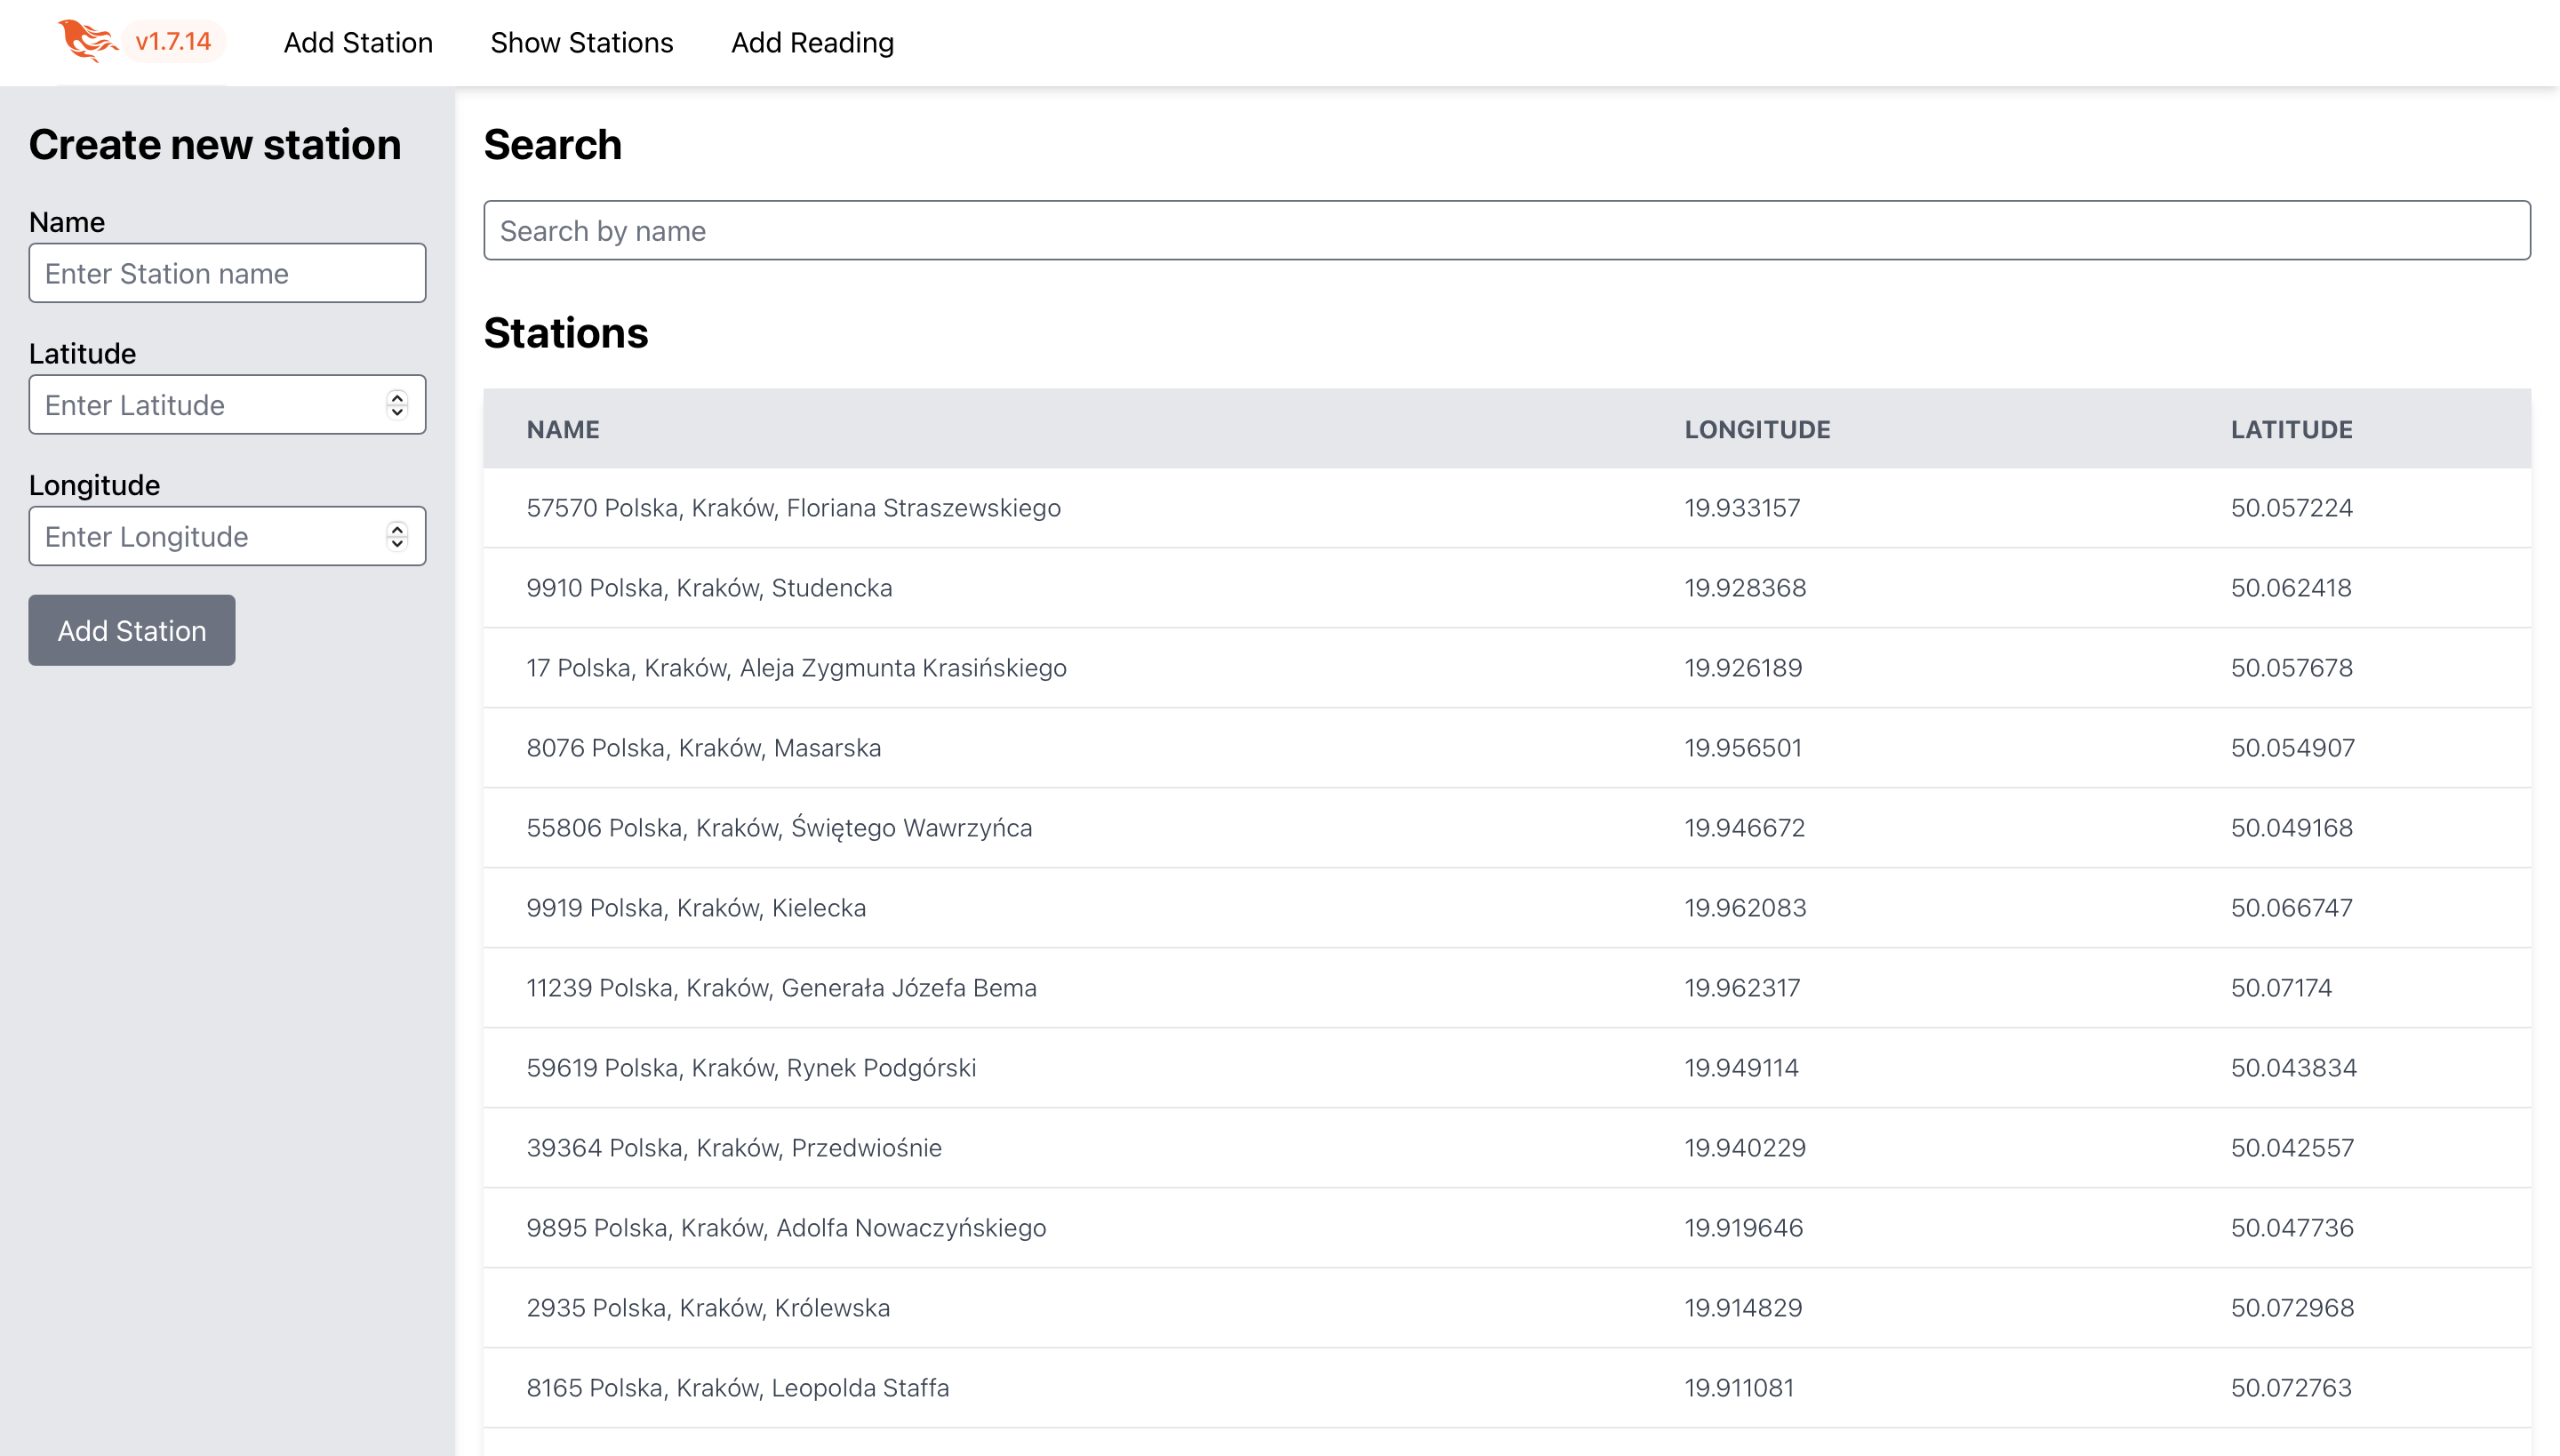 v1.7.14 Add Station Show Stations Add Reading
Create new station
Name
Enter Station name
Latitude
Enter Latitude
Longitude
Enter Longitude
Add Station
Search
Search by name
Stations
NAME LONGITUDE LATITUDE
57570 Polska, Kraków, Floriana Straszewskiego 19.933157 50.057224
9910 Polska, Kraków, Studencka 19.928368 50.062418
17 Polska, Kraków, Aleja Zygmunta Krasińskiego 19.926189 50.057678
8076 Polska, Kraków, Masarska 19.956501 50.054907
55806 Polska, Kraków, Świętego Wawrzyńca 19.946672 50.049168
9919 Polska, Kraków, Kielecka 19.962083 50.066747
11239 Polska, Kraków, Generała Józefa Bema 19.962317 50.07174
59619 Polska, Kraków, Rynek Podgórski 19.949114 50.043834
39364 Polska, Kraków, Przedwiośnie 19.940229 50.042557
9895 Polska, Kraków, Adolfa Nowaczyńskiego 19.919646 50.047736
2935 Polska, Kraków, Królewska 19.914829 50.072968
8165 Polska, Kraków, Leopolda Staffa 19.911081 50.072763